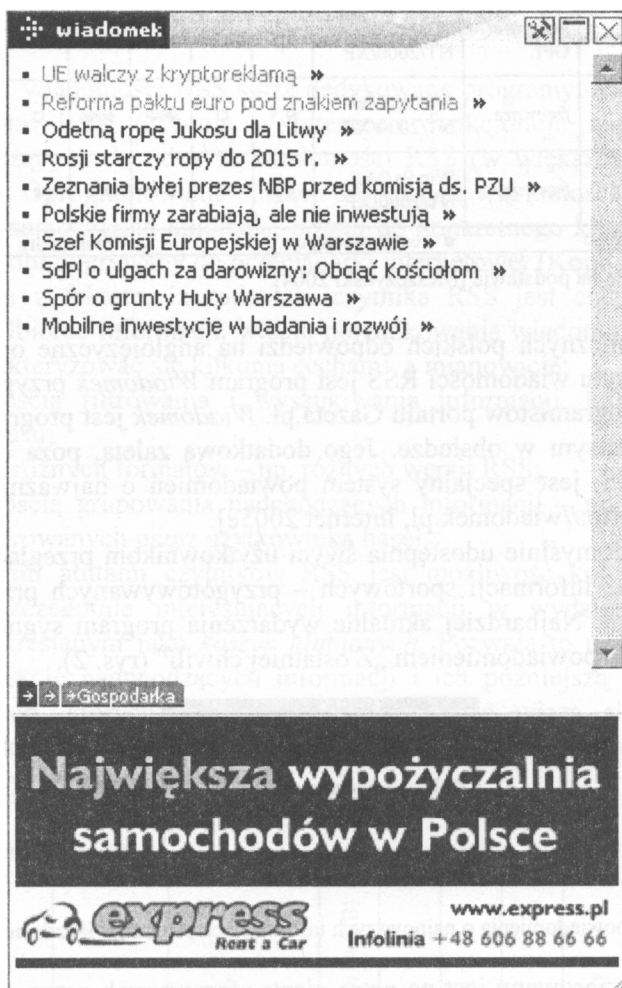 wiadomek
UE walczy z kryptoreklamą »
Reforma paktu euro pod znakiem zapytania »
Odetną ropę Jukosu dla Litwy »
Rosji starczy ropy do 2015 r. »
Zeznania byłej prezes NBP przed komisją ds. PZU »
Polskie firmy zarabiają, ale nie inwestują »
Szef Komisji Europejskiej w Warszawie »
SdPl o ulgach za darowizny: Obciąć Kościołom »
Spór o grunty Huty Warszawa »
Mobilne inwestycje w badania i rozwój »
Gospodarka
Największa wypożyczalnia
samochodów w Polsce
express
Rent a Car
www.express.pl
Infolinia +48 606 88 66 66